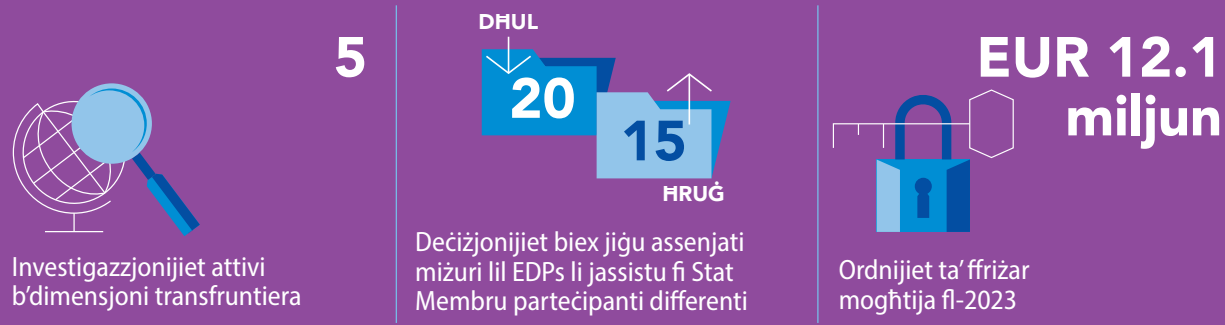 5
Investigazzjonijiet attivi
b'dimensjoni transfruntiera
DĦUL
20
15
ĦRUĠ
Deċiżjonijiet biex jiġu assenjati
miżuri lil EDPs li jassistu fi Stat
Membru parteċipanti differenti
EUR 12.1
miljun
Ordnijiet ta' ffriżar
mogħtija fl-2023